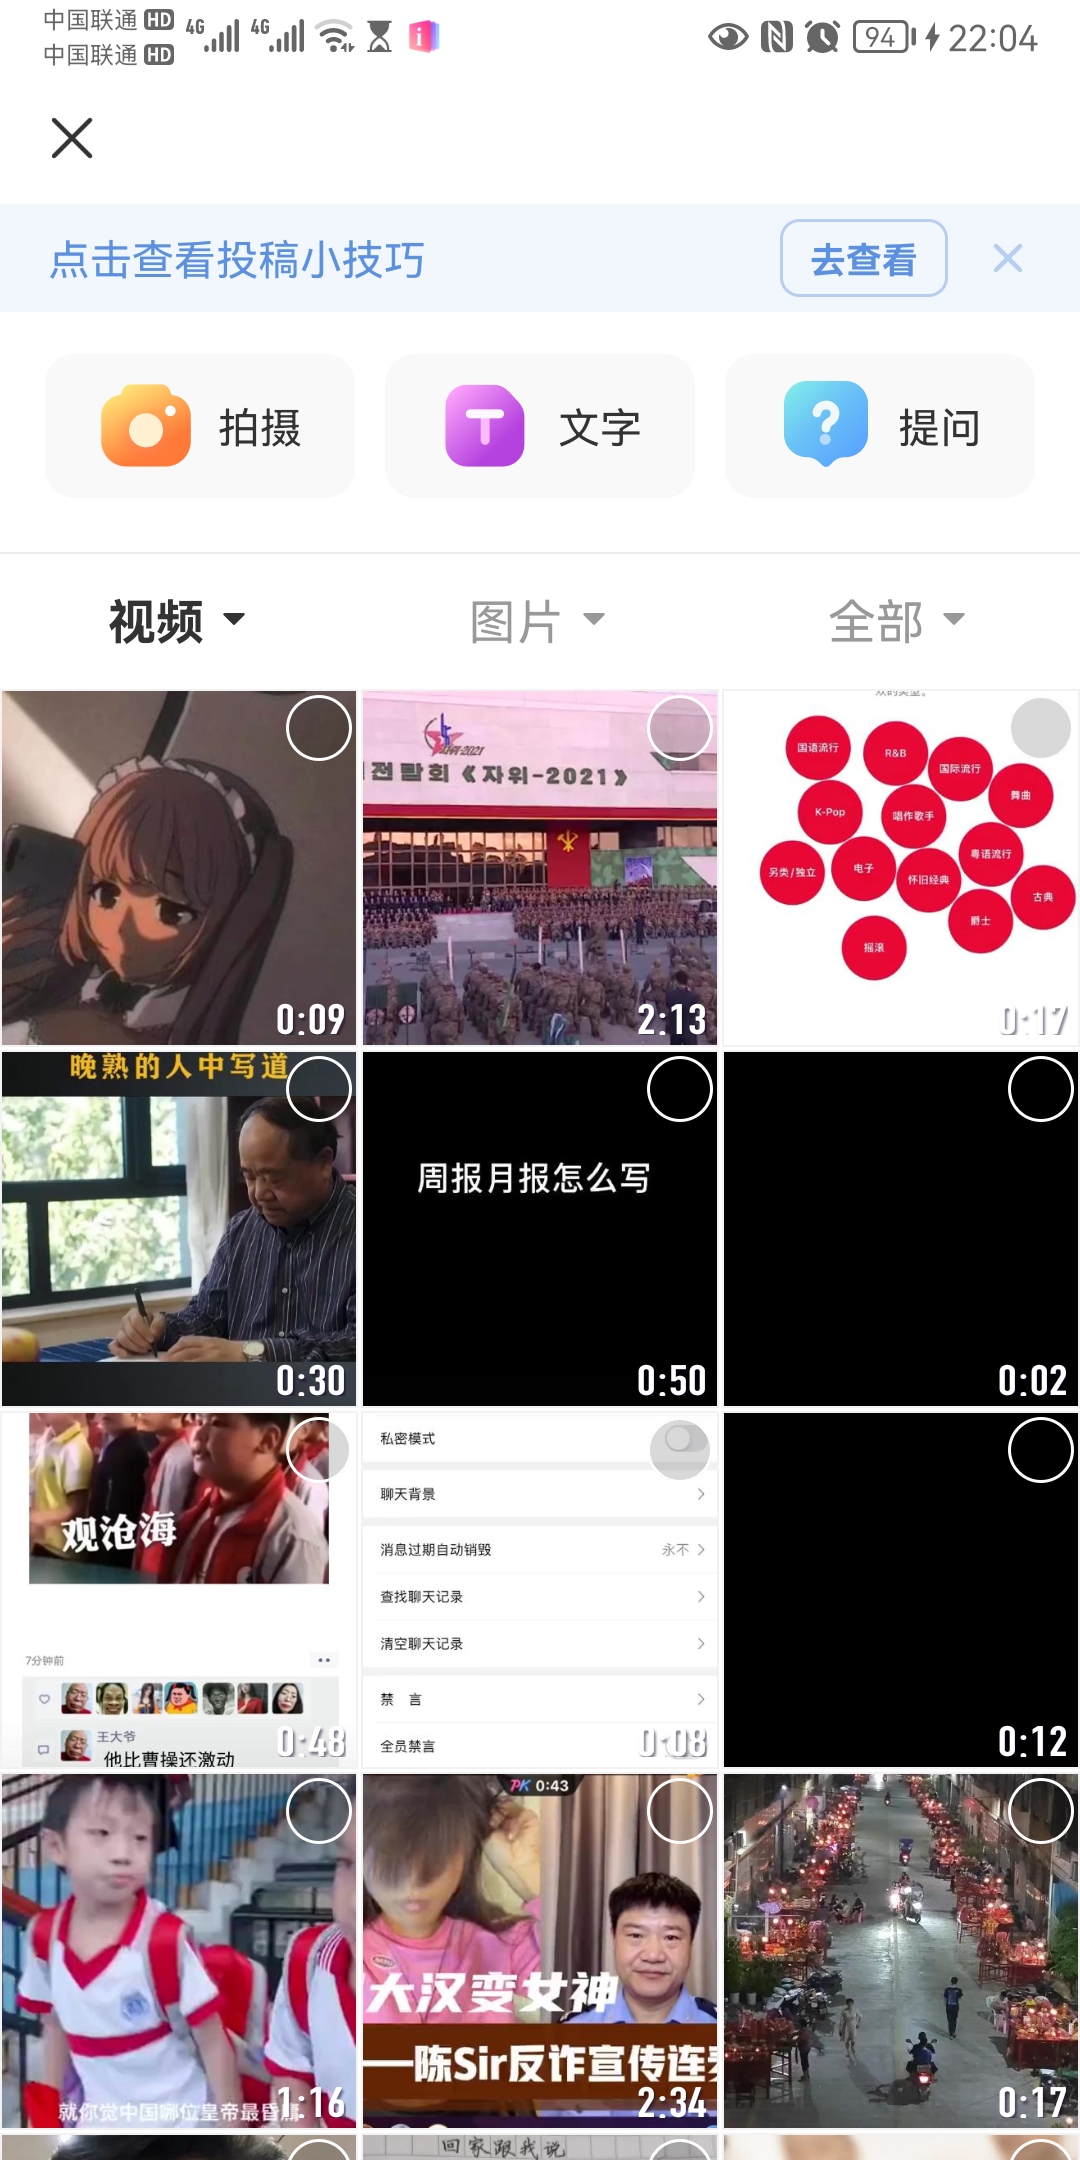 中国联通 HD 4G 4G 94 22:04
中国联通 HD
点击查看投稿小技巧 去查看
拍摄 文字 提问
视频 图片 全部
0:09
자위-2021
전람회《자위-2021》
2:13
国语流行
R&B
国际流行
舞曲
K-Pop
唱作歌手
粤语流行
另类/独立
电子
怀旧经典
古典
爵士
摇滚
0:17
晚熟的人中写道
0:30
周报月报怎么写
0:50
0:02
观沧海
7分钟前
王大爷
他比曹操还激动
0:48
私密模式
聊天背景
消息过期自动销毁 永不
查找聊天记录
清空聊天记录
禁 言
全员禁言
0:08
0:12
就你觉中国哪位皇帝最昏
1:16
PK 0:43
大汉变女神
—陈Sir反诈宣传连
2:34
0:17
回家跟我说